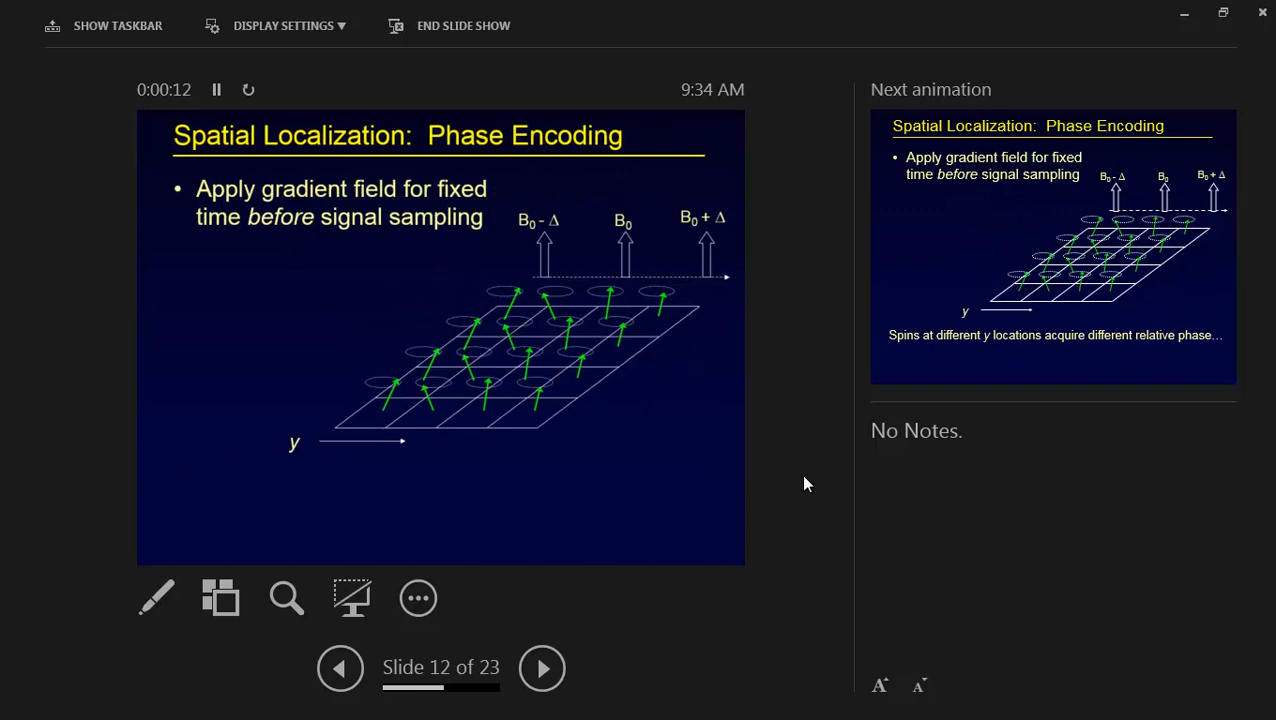 SHOW TASKBAR
DISPLAY SETTINGS ▼
END SLIDE SHOW
0:00:12
9:34 AM
Spatial Localization: Phase Encoding
• Apply gradient field for fixed
time before signal sampling
B₀ - Δ
B₀
B₀ + Δ
y
Slide 12 of 23
Next animation
Spatial Localization: Phase Encoding
• Apply gradient field for fixed
time before signal sampling
B₀ - Δ
B₀
B₀ + Δ
y
Spins at different y locations acquire different relative phase…
No Notes.
A
A